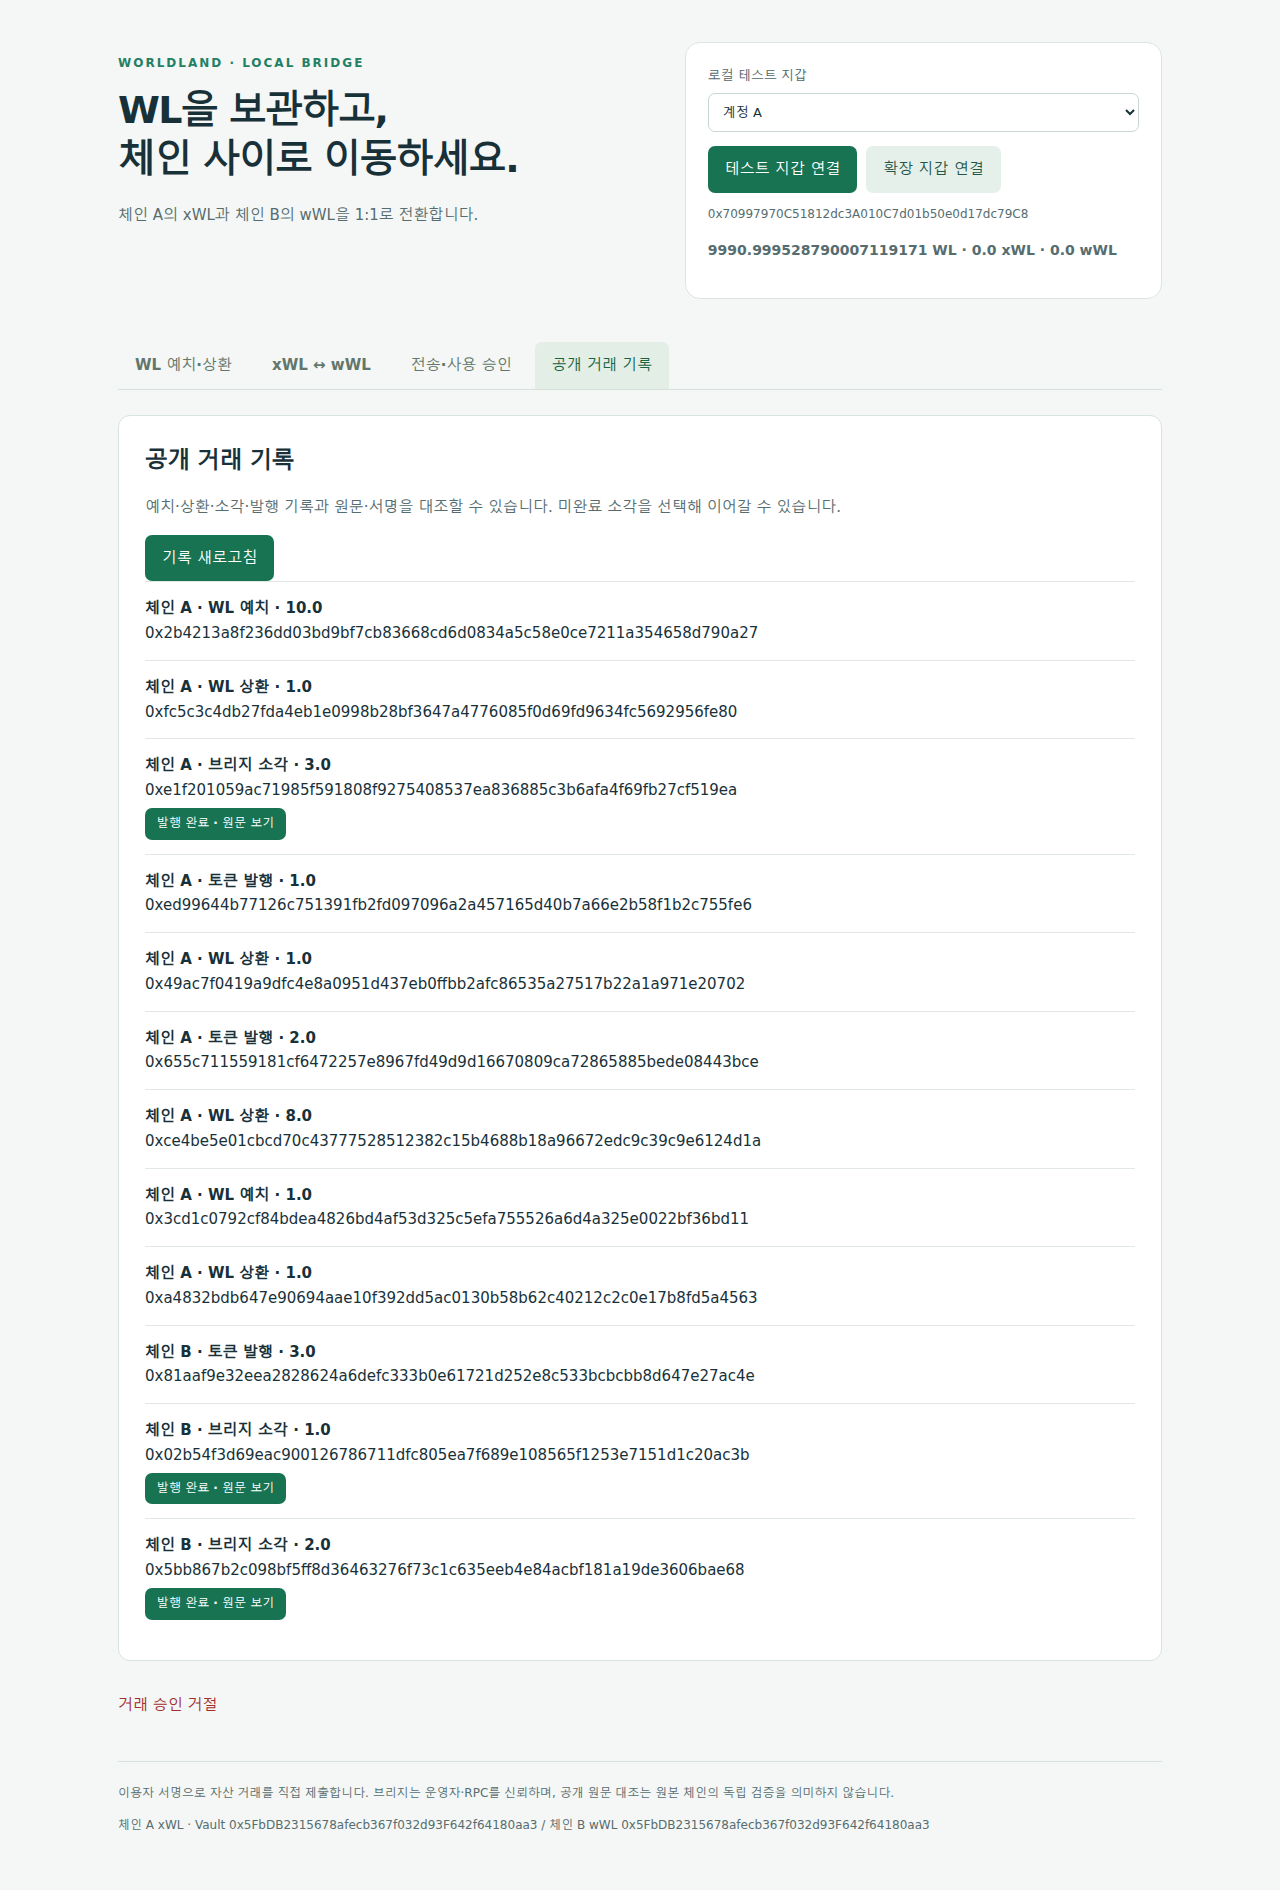 WORLDLAND · LOCAL BRIDGE
WL을 보관하고,
체인 사이로 이동하세요.
체인 A의 xWL과 체인 B의 wWL을 1:1로 전환합니다.
로컬 테스트 지갑
계정 A
테스트 지갑 연결
확장 지갑 연결
0x70997970C51812dc3A010C7d01b50e0d17dc79C8
9990.999528790007119171 WL · 0.0 xWL · 0.0 wWL
WL 예치·상환
xWL ↔ wWL
전송·사용 승인
공개 거래 기록
공개 거래 기록
예치·상환·소각·발행 기록과 원문·서명을 대조할 수 있습니다. 미완료 소각을 선택해 이어갈 수 있습니다.
기록 새로고침
체인 A · WL 예치 · 10.0
0x2b4213a8f236dd03bd9bf7cb83668cd6d0834a5c58e0ce7211a354658d790a27
체인 A · WL 상환 · 1.0
0xfc5c3c4db27fda4eb1e0998b28bf3647a4776085f0d69fd9634fc5692956fe80
체인 A · 브리지 소각 · 3.0
0xe1f201059ac71985f591808f9275408537ea836885c3b6afa4f69fb27cf519ea
발행 완료 · 원문 보기
체인 A · 토큰 발행 · 1.0
0xed99644b77126c751391fb2fd097096a2a457165d40b7a66e2b58f1b2c755fe6
체인 A · WL 상환 · 1.0
0x49ac7f0419a9dfc4e8a0951d437eb0ffbb2afc86535a27517b22a1a971e20702
체인 A · 토큰 발행 · 2.0
0x655c711559181cf6472257e8967fd49d9d16670809ca72865885bede08443bce
체인 A · WL 상환 · 8.0
0xce4be5e01cbcd70c43777528512382c15b4688b18a96672edc9c39c9e6124d1a
체인 A · WL 예치 · 1.0
0x3cd1c0792cf84bdea4826bd4af53d325c5efa755526a6d4a325e0022bf36bd11
체인 A · WL 상환 · 1.0
0xa4832bdb647e90694aae10f392dd5ac0130b58b62c40212c2c0e17b8fd5a4563
체인 B · 토큰 발행 · 3.0
0x81aaf9e32eea2828624a6defc333b0e61721d252e8c533bcbcbb8d647e27ac4e
체인 B · 브리지 소각 · 1.0
0x02b54f3d69eac900126786711dfc805ea7f689e108565f1253e7151d1c20ac3b
발행 완료 · 원문 보기
체인 B · 브리지 소각 · 2.0
0x5bb867b2c098bf5ff8d36463276f73c1c635eeb4e84acbf181a19de3606bae68
발행 완료 · 원문 보기
거래 승인 거절
이용자 서명으로 자산 거래를 직접 제출합니다. 브리지는 운영자·RPC를 신뢰하며, 공개 원문 대조는 원본 체인의 독립 검증을 의미하지 않습니다.
체인 A xWL · Vault 0x5FbDB2315678afecb367f032d93F642f64180aa3 / 체인 B wWL 0x5FbDB2315678afecb367f032d93F642f64180aa3